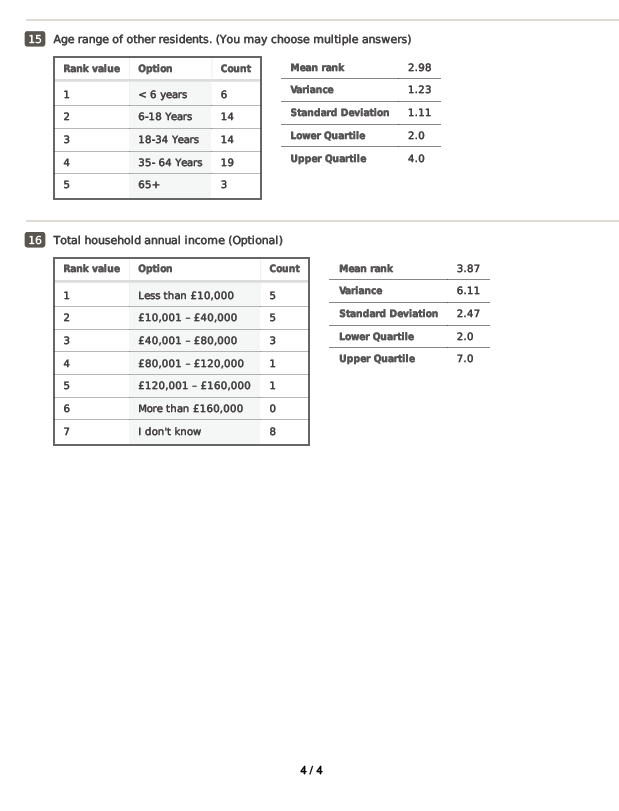 15 Age range of other residents. (You may choose multiple answers)
Rank value Option Count
1 < 6 years 6
2 6-18 Years 14
3 18-34 Years 14
4 35- 64 Years 19
5 65+ 3
Mean rank 2.98
Variance 1.23
Standard Deviation 1.11
Lower Quartile 2.0
Upper Quartile 4.0
16 Total household annual income (Optional)
Rank value Option Count
1 Less than £10,000 5
2 £10,001 – £40,000 5
3 £40,001 – £80,000 3
4 £80,001 – £120,000 1
5 £120,001 – £160,000 1
6 More than £160,000 0
7 I don't know 8
Mean rank 3.87
Variance 6.11
Standard Deviation 2.47
Lower Quartile 2.0
Upper Quartile 7.0
4 / 4